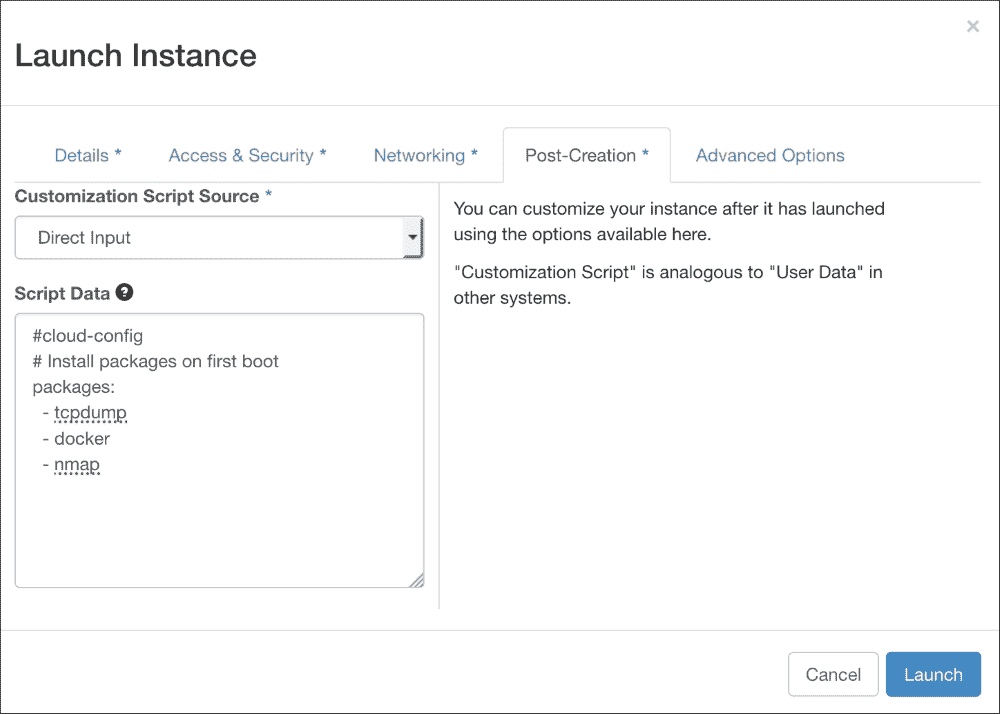 ×
Launch Instance
Details * Access & Security * Networking * Post-Creation * Advanced Options
Customization Script Source *
Direct Input
Script Data ?
#cloud-config
# Install packages on first boot
packages:
- tcpdump
- docker
- nmap
You can customize your instance after it has launched
using the options available here.
"Customization Script" is analogous to "User Data" in
other systems.
Cancel Launch